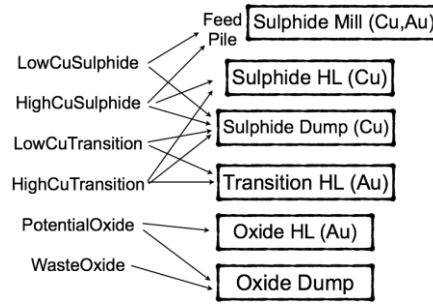 Feed
Pile
Sulphide Mill (Cu,Au)
LowCuSulphide
Sulphide HL (Cu)
HighCuSulphide
Sulphide Dump (Cu)
LowCuTransition
HighCuTransition
Transition HL (Au)
PotentialOxide
Oxide HL (Au)
WasteOxide
Oxide Dump